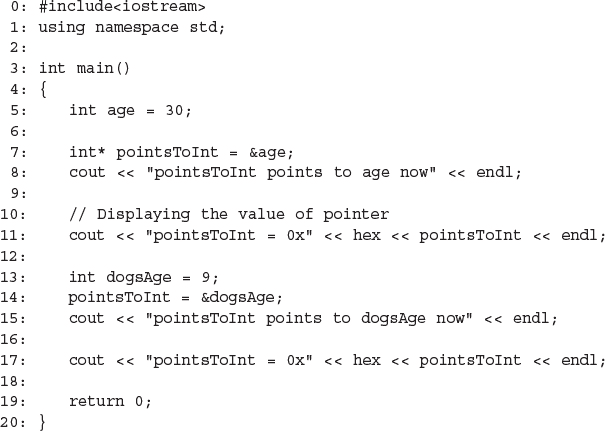 0: #include<iostream>
1: using namespace std;
2:
3: int main()
4: {
5:    int age = 30;
6:
7:    int* pointsToInt = &age;
8:    cout << "pointsToInt points to age now" << endl;
9:
10:    // Displaying the value of pointer
11:    cout << "pointsToInt = 0x" << hex << pointsToInt << endl;
12:
13:    int dogsAge = 9;
14:    pointsToInt = &dogsAge;
15:    cout << "pointsToInt points to dogsAge now" << endl;
16:
17:    cout << "pointsToInt = 0x" << hex << pointsToInt << endl;
18:
19:    return 0;
20: }